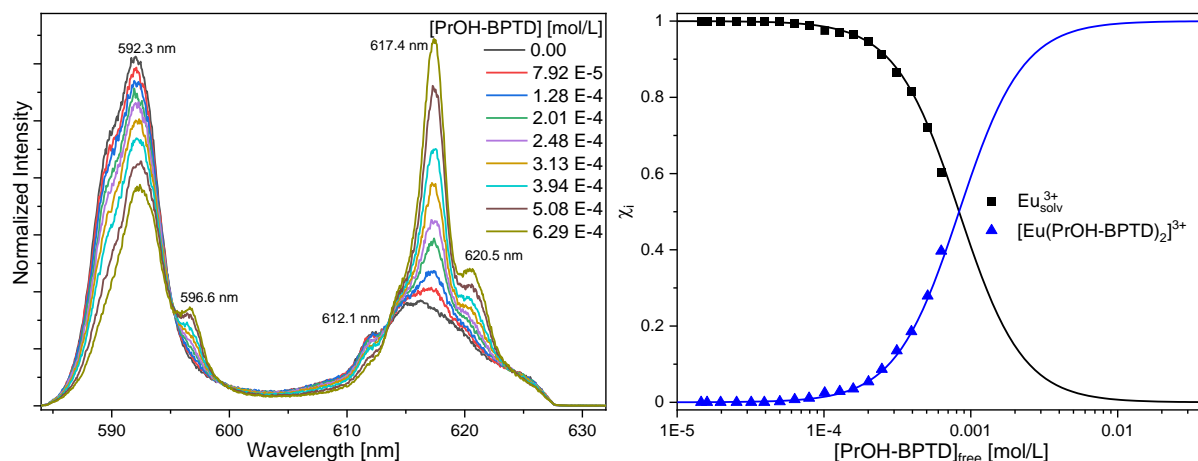 [PrOH-BPTD] [mol/L]
0.00
7.92 E-5
1.28 E-4
2.01 E-4
2.48 E-4
3.13 E-4
3.94 E-4
5.08 E-4
6.29 E-4
592.3 nm
617.4 nm
596.6 nm
612.1 nm
620.5 nm
Normalized Intensity
590
600
610
620
630
Wavelength [nm]
1
0.8
0.6
0.4
0.2
0
χi
Eu3+solv
[Eu(PrOH-BPTD)2]3+
1E-5
1E-4
0.001
0.01
[PrOH-BPTD]free [mol/L]